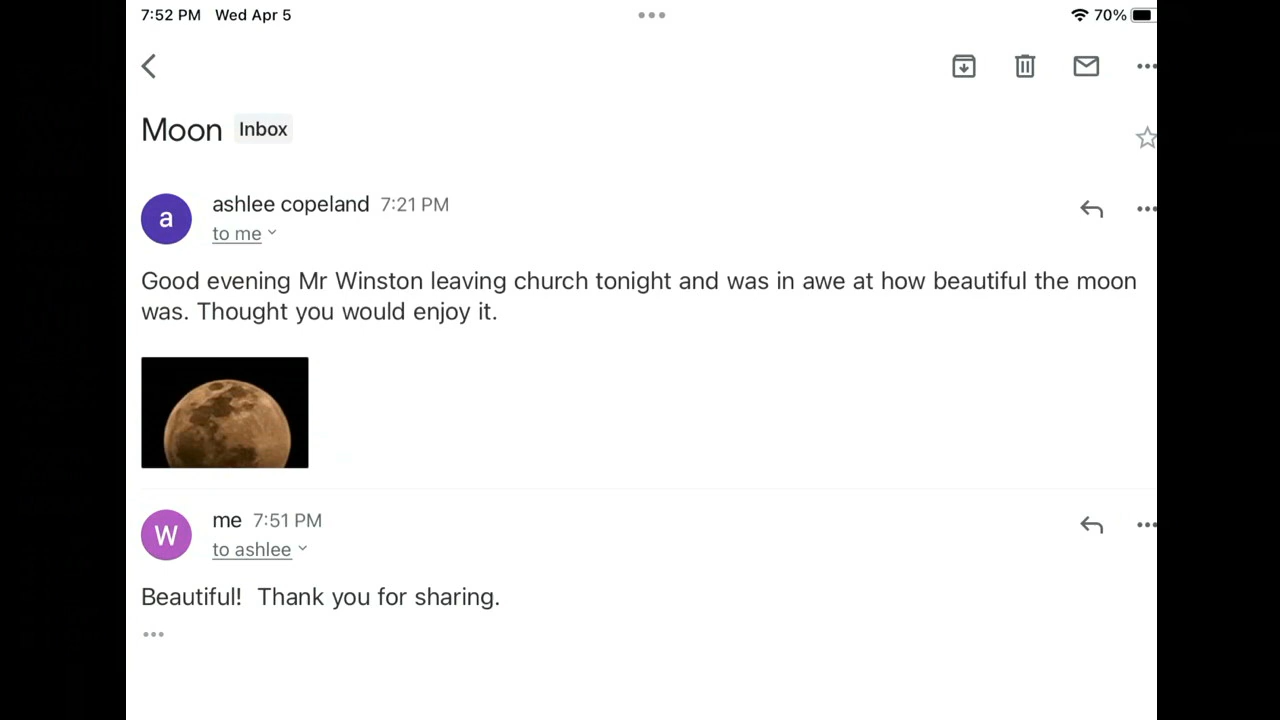 7:52 PM Wed Apr 5
70%
Moon Inbox
a
ashlee copeland 7:21 PM
to me
Good evening Mr Winston leaving church tonight and was in awe at how beautiful the moon
was. Thought you would enjoy it.
W
me 7:51 PM
to ashlee
Beautiful!  Thank you for sharing.